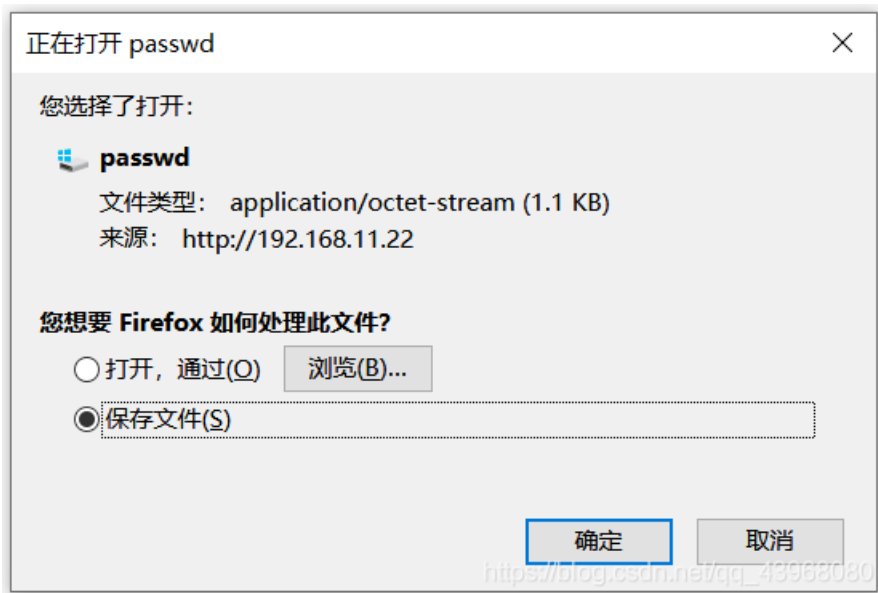 正在打开 passwd
您选择了打开:
passwd
文件类型: application/octet-stream (1.1 KB)
来源: http://192.168.11.22
您想要 Firefox 如何处理此文件?
打开，通过(O) 浏览(B)...
保存文件(S)
确定 取消
https://blog.csdn.net/qq_43968080